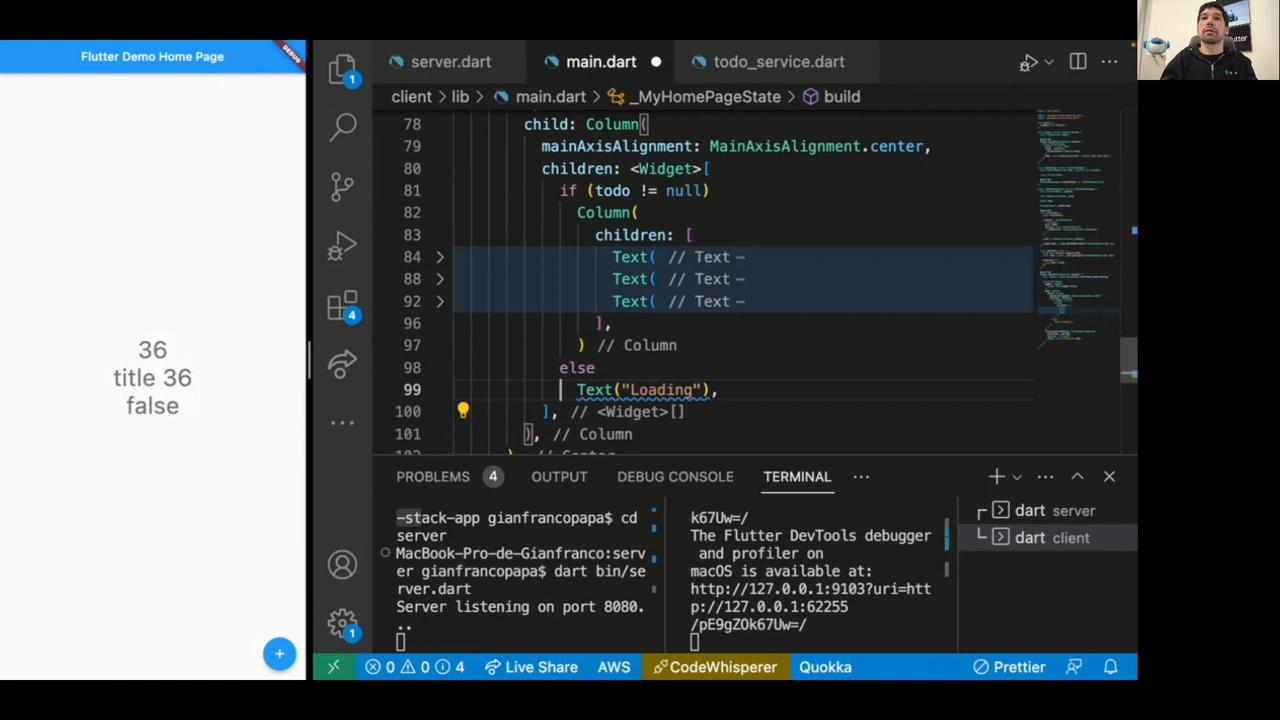 Flutter Demo Home Page
DEBUG
36
title 36
false
server.dart
main.dart
todo_service.dart
client > lib > main.dart > _MyHomePageState > build
78 child: Column(
79 mainAxisAlignment: MainAxisAlignment.center,
80 children: <Widget>[
81 if (todo != null)
82 Column(
83 children: [
84 Text( // Text ⋯
88 Text( // Text ⋯
92 Text( // Text ⋯
96 ],
97 ) // Column
98 else
99 Text("Loading"),
100 ], // <Widget>[]
101 ), // Column
) // Center
1
4
1
PROBLEMS 4 OUTPUT DEBUG CONSOLE TERMINAL
-stack-app gianfrancopapa$ cd
server
MacBook-Pro-de-Gianfranco:serv
er gianfrancopapa$ dart bin/se
rver.dart
Server listening on port 8080.
..
k67Uw=/
The Flutter DevTools debugger
and profiler on
macOS is available at:
http://127.0.0.1:9103?uri=htt
p://127.0.0.1:62255
/pE9gZOk67Uw=/
dart server
dart client
0 0 4 Live Share AWS CodeWhisperer Quokka Prettier